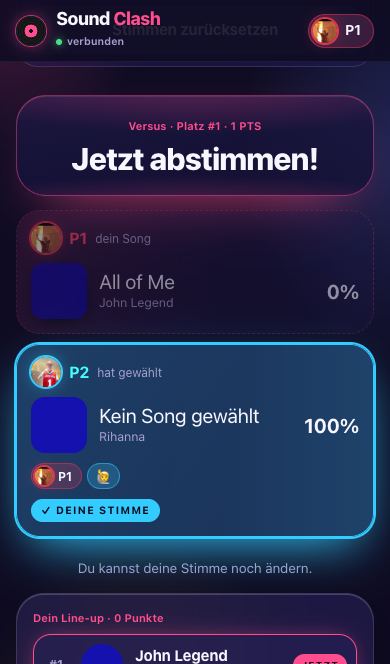 Sound Clash
Stimmen zurücksetzen
verbunden
P1
Versus · Platz #1 · 1 PTS
Jetzt abstimmen!
P1 dein Song
All of Me
John Legend
0%
P2 hat gewählt
Kein Song gewählt
Rihanna
100%
P1
✓ DEINE STIMME
Du kannst deine Stimme noch ändern.
Dein Line-up · 0 Punkte
#1
John Legend
JETZT